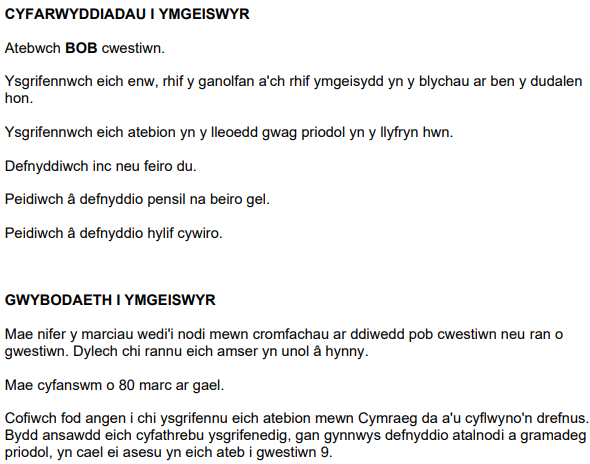 CYFARWYDDIADAU I YMGEISWYR
Atebwch BOB cwestiwn.
Ysgrifennwch eich enw, rhif y ganolfan a'ch rhif ymgeisydd yn y blychau ar ben y dudalen
hon.
Ysgrifennwch eich atebion yn y lleoedd gwag priodol yn y llyfryn hwn.
Defnyddiwch inc neu feiro du.
Peidiwch â defnyddio pensil na beiro gel.
Peidiwch â defnyddio hylif cywiro.
GWYBODAETH I YMGEISWYR
Mae nifer y marciau wedi'i nodi mewn cromfachau ar ddiwedd pob cwestiwn neu ran o
gwestiwn. Dylech chi rannu eich amser yn unol â hynny.
Mae cyfanswm o 80 marc ar gael.
Cofiwch fod angen i chi ysgrifennu eich atebion mewn Cymraeg da a'u cyflwyno'n drefnus.
Bydd ansawdd eich cyfathrebu ysgrifenedig, gan gynnwys defnyddio atalnodi a gramadeg
priodol, yn cael ei asesu yn eich ateb i gwestiwn 9.